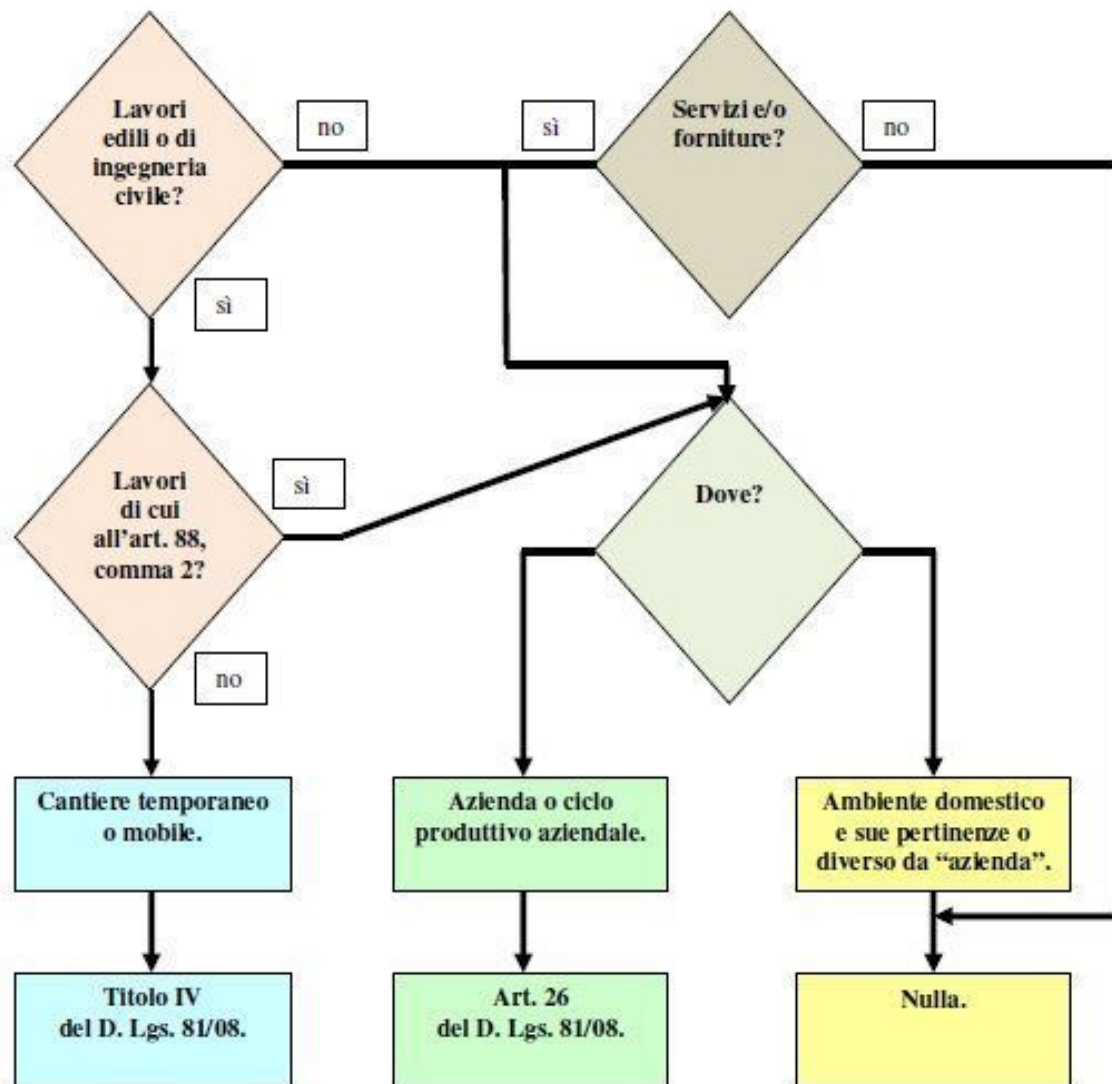 Lavori
edili o di
ingegneria
civile?
no
sì
Servizi e/o
forniture?
no
sì
Lavori
di cui
all'art. 88,
comma 2?
sì
Dove?
no
Cantiere temporaneo
o mobile.
Azienda o ciclo
produttivo aziendale.
Ambiente domestico
e sue pertinenze o
diverso da “azienda”.
Titolo IV
del D. Lgs. 81/08.
Art. 26
del D. Lgs. 81/08.
Nulla.